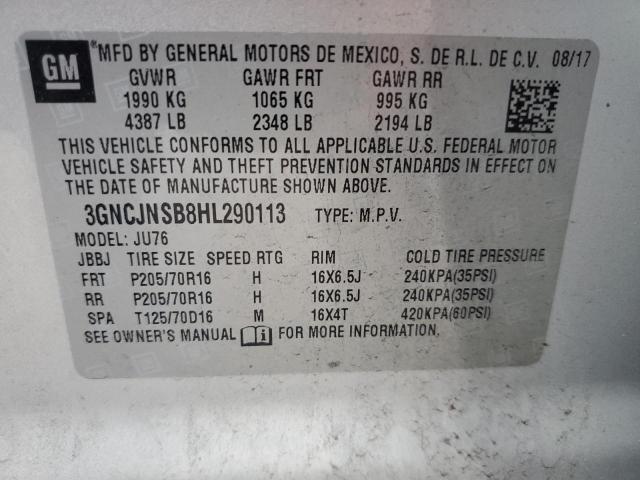 GM MFD BY GENERAL MOTORS DE MEXICO, S. DE R.L. DE C.V. 08/17
GVWR GAWR FRT GAWR RR
1990 KG 1065 KG 995 KG
4387 LB 2348 LB 2194 LB
THIS VEHICLE CONFORMS TO ALL APPLICABLE U.S. FEDERAL MOTOR
VEHICLE SAFETY AND THEFT PREVENTION STANDARDS IN EFFECT ON
THE DATE OF MANUFACTURE SHOWN ABOVE.
3GNCJNSB8HL290113 TYPE: M.P.V.
MODEL: JU76
JBBJ TIRE SIZE SPEED RTG RIM COLD TIRE PRESSURE
FRT P205/70R16 H 16X6.5J 240KPA(35PSI)
RR P205/70R16 H 16X6.5J 240KPA(35PSI)
SPA T125/70D16 M 16X4T 420KPA(60PSI)
SEE OWNER'S MANUAL FOR MORE INFORMATION.